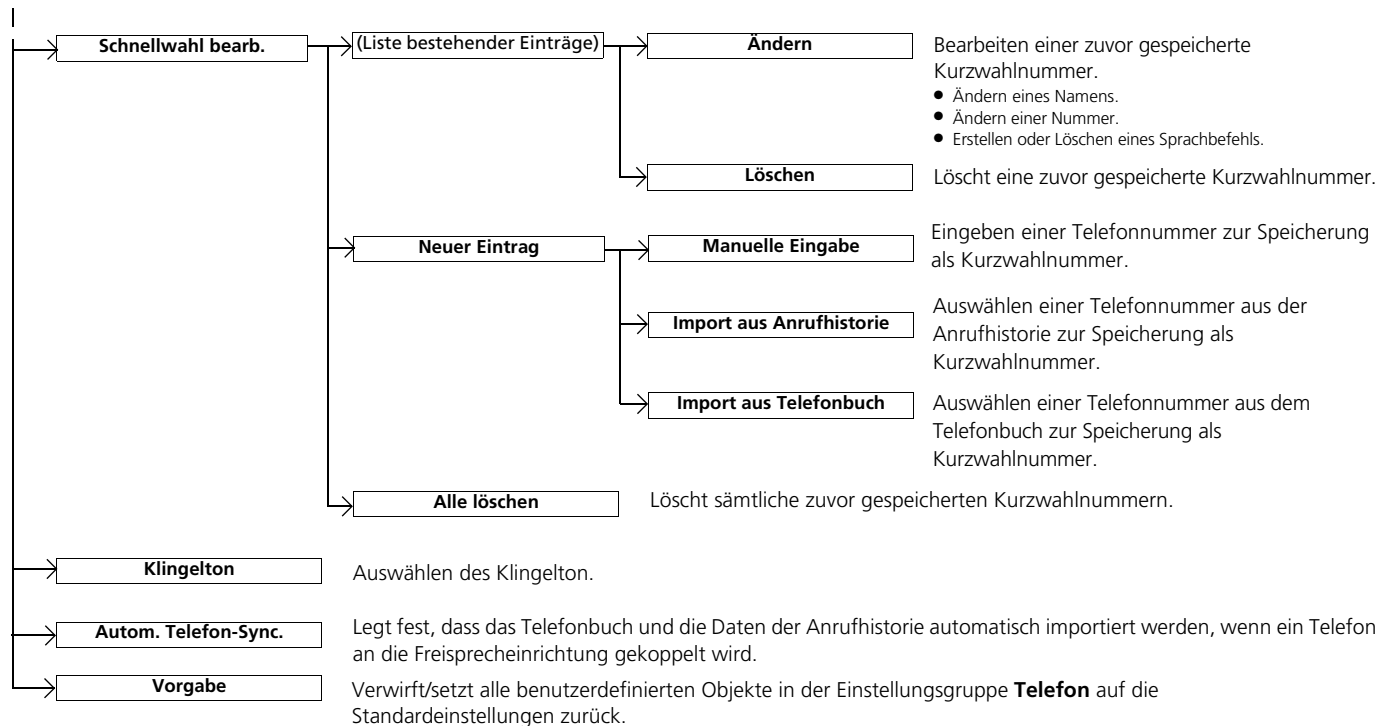 Schnellwahl bearb.
(Liste bestehender Einträge)
Ändern
Bearbeiten einer zuvor gespeicherte
Kurzwahlnummer.
● Ändern eines Namens.
● Ändern einer Nummer.
● Erstellen oder Löschen eines Sprachbefehls.
Löschen
Löscht eine zuvor gespeicherte Kurzwahlnummer.
Neuer Eintrag
Manuelle Eingabe
Eingeben einer Telefonnummer zur Speicherung
als Kurzwahlnummer.
Import aus Anrufhistorie
Auswählen einer Telefonnummer aus der
Anrufhistorie zur Speicherung als
Kurzwahlnummer.
Import aus Telefonbuch
Auswählen einer Telefonnummer aus dem
Telefonbuch zur Speicherung als
Kurzwahlnummer.
Alle löschen
Löscht sämtliche zuvor gespeicherten Kurzwahlnummern.
Klingelton
Auswählen des Klingelton.
Autom. Telefon-Sync.
Legt fest, dass das Telefonbuch und die Daten der Anrufhistorie automatisch importiert werden, wenn ein Telefon
an die Freisprecheinrichtung gekoppelt wird.
Vorgabe
Verwirft/setzt alle benutzerdefinierten Objekte in der Einstellungsgruppe Telefon auf die
Standardeinstellungen zurück.